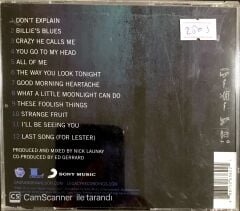 1 DON'T EXPLAIN
2 BILLIE'S BLUES
3 CRAZY HE CALLS ME
4 YOU GO TO MY HEAD
5 ALL OF ME
6 THE WAY YOU LOOK TONIGHT
7 GOOD MORNING HEARTACHE
8 WHAT A LITTLE MOONLIGHT CAN DO
9 THESE FOOLISH THINGS
10 STRANGE FRUIT
11 I'LL BE SEEING YOU
12 LAST SONG (FOR LESTER)
PRODUCED AND MIXED BY NICK LAUNAY
CO-PRODUCED BY ED GERRARD
SONY MUSIC
CS CamScanner ile tarandı